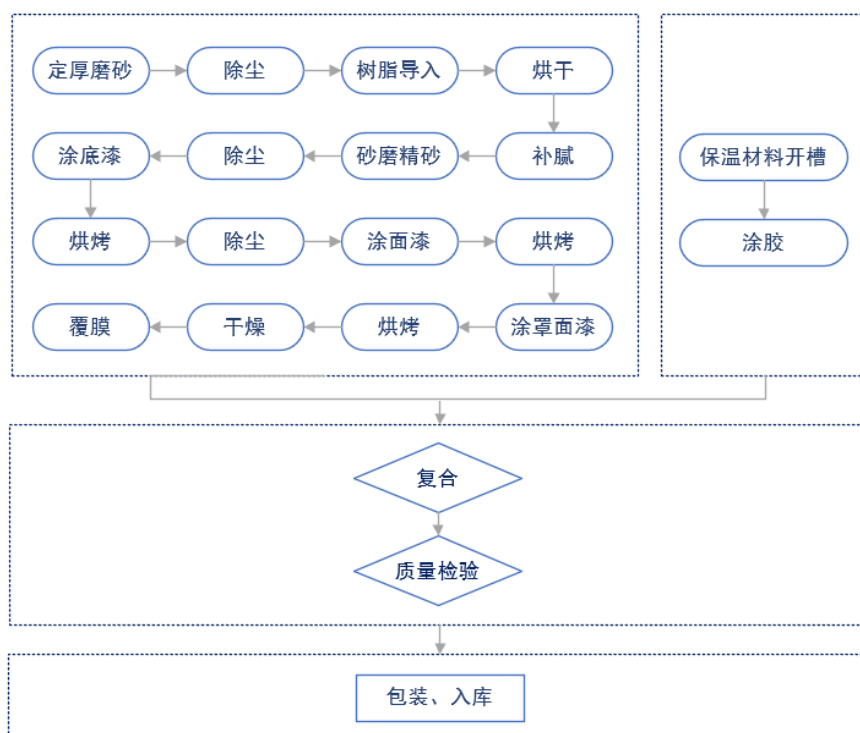 定厚磨砂
除尘
树脂导入
烘干
涂底漆
除尘
砂磨精砂
补腻
保温材料开槽
烘烤
除尘
涂面漆
烘烤
涂胶
覆膜
干燥
烘烤
涂罩面漆
复合
质量检验
包装、入库